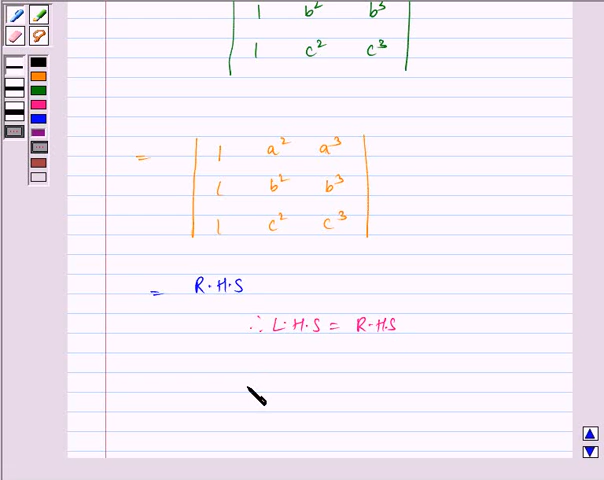 | 1 b² b³ |
| 1 c² c³ |
= | 1 a² a³ |
| 1 b² b³ |
| 1 c² c³ |
= R.H.S
∴ L.H.S = R.H.S